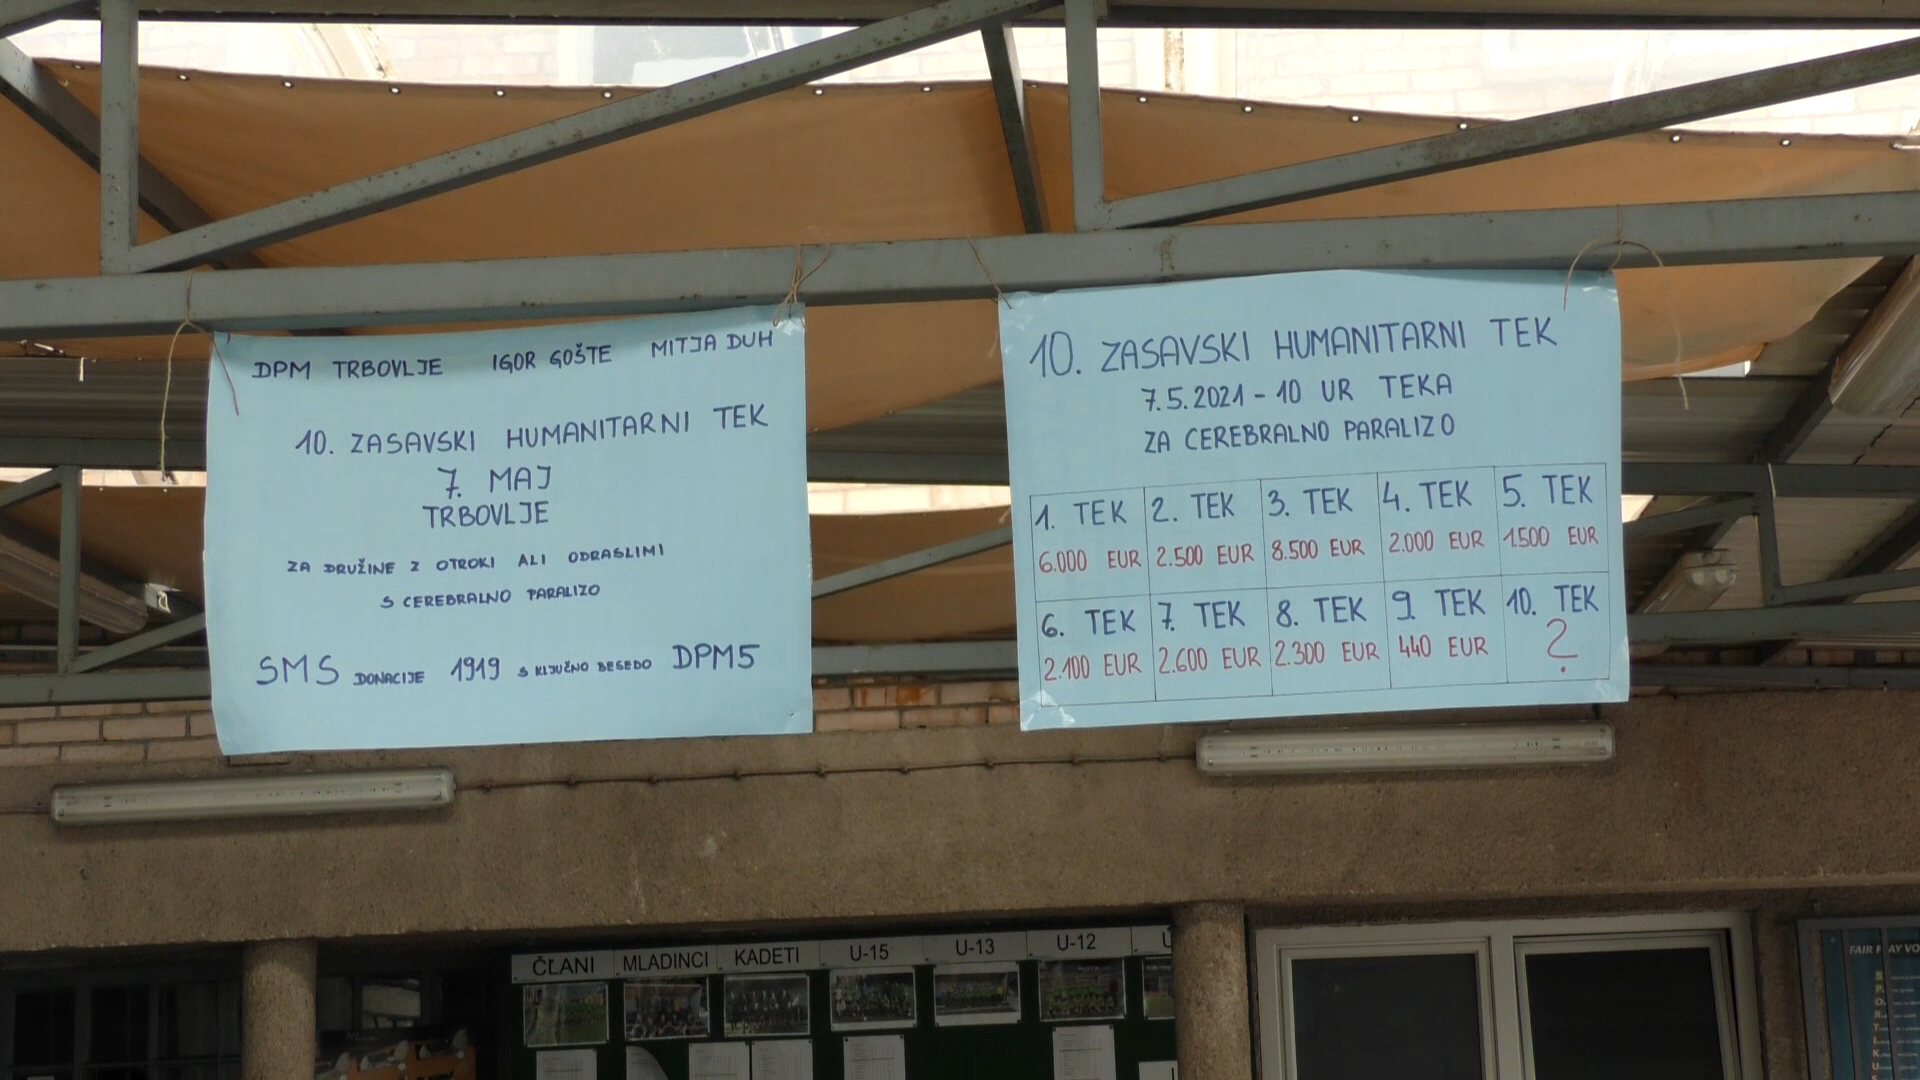 DPM TRBOVLJE IGOR GOŠTE MITJA DUH
10. ZASAVSKI HUMANITARNI TEK
7. MAJ
TRBOVLJE
ZA DRUŽINE Z OTROKI ALI ODRASLIMI
S CEREBRALNO PARALIZO
SMS DONACIJE 1919 S KLJUČNO BESEDO DPM5
10. ZASAVSKI HUMANITARNI TEK
7.5.2021 - 10 UR TEKA
ZA CEREBRALNO PARALIZO
1. TEK 2. TEK 3. TEK 4. TEK 5. TEK
6.000 EUR 2.500 EUR 8.500 EUR 2.000 EUR 1.500 EUR
6. TEK 7. TEK 8. TEK 9. TEK 10. TEK
2.100 EUR 2.600 EUR 2.300 EUR 440 EUR ?
ČLANI MLADINCI KADETI U-15 U-13 U-12
FAIR PLAY